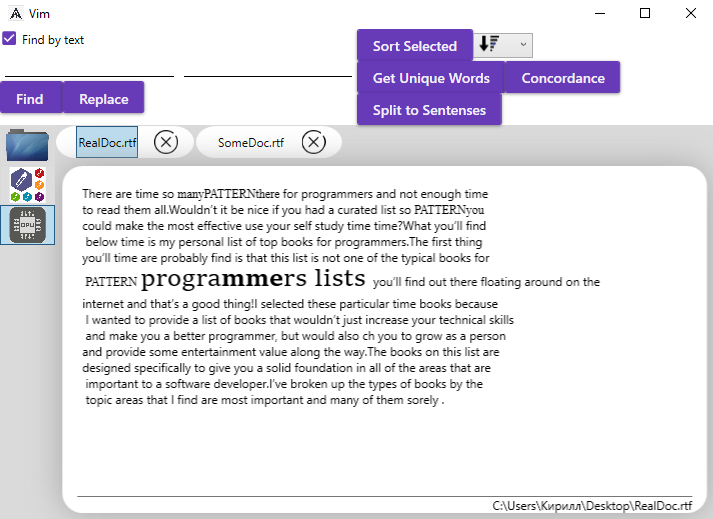 Vim
Find by text
Sort Selected
Get Unique Words Concordance
Find Replace
Split to Sentenses
RealDoc.rtf SomeDoc.rtf
There are time so manyPATTERNthere for programmers and not enough time
to read them all.Wouldn't it be nice if you had a curated list so PATTERNyou
could make the most effective use your self study time time?What you'll find
below time is my personal list of top books for programmers.The first thing
you'll time are probably find is that this list is not one of the typical books for
PATTERN programmers lists you'll find out there floating around on the
internet and that's a good thing!I selected these particular time books because
I wanted to provide a list of books that wouldn't just increase your technical skills
and make you a better programmer, but would also ch you to grow as a person
and provide some entertainment value along the way.The books on this list are
designed specifically to give you a solid foundation in all of the areas that are
important to a software developer.I've broken up the types of books by the
topic areas that I find are most important and many of them sorely .
CPU
C:\Users\Кирилл\Desktop\RealDoc.rtf